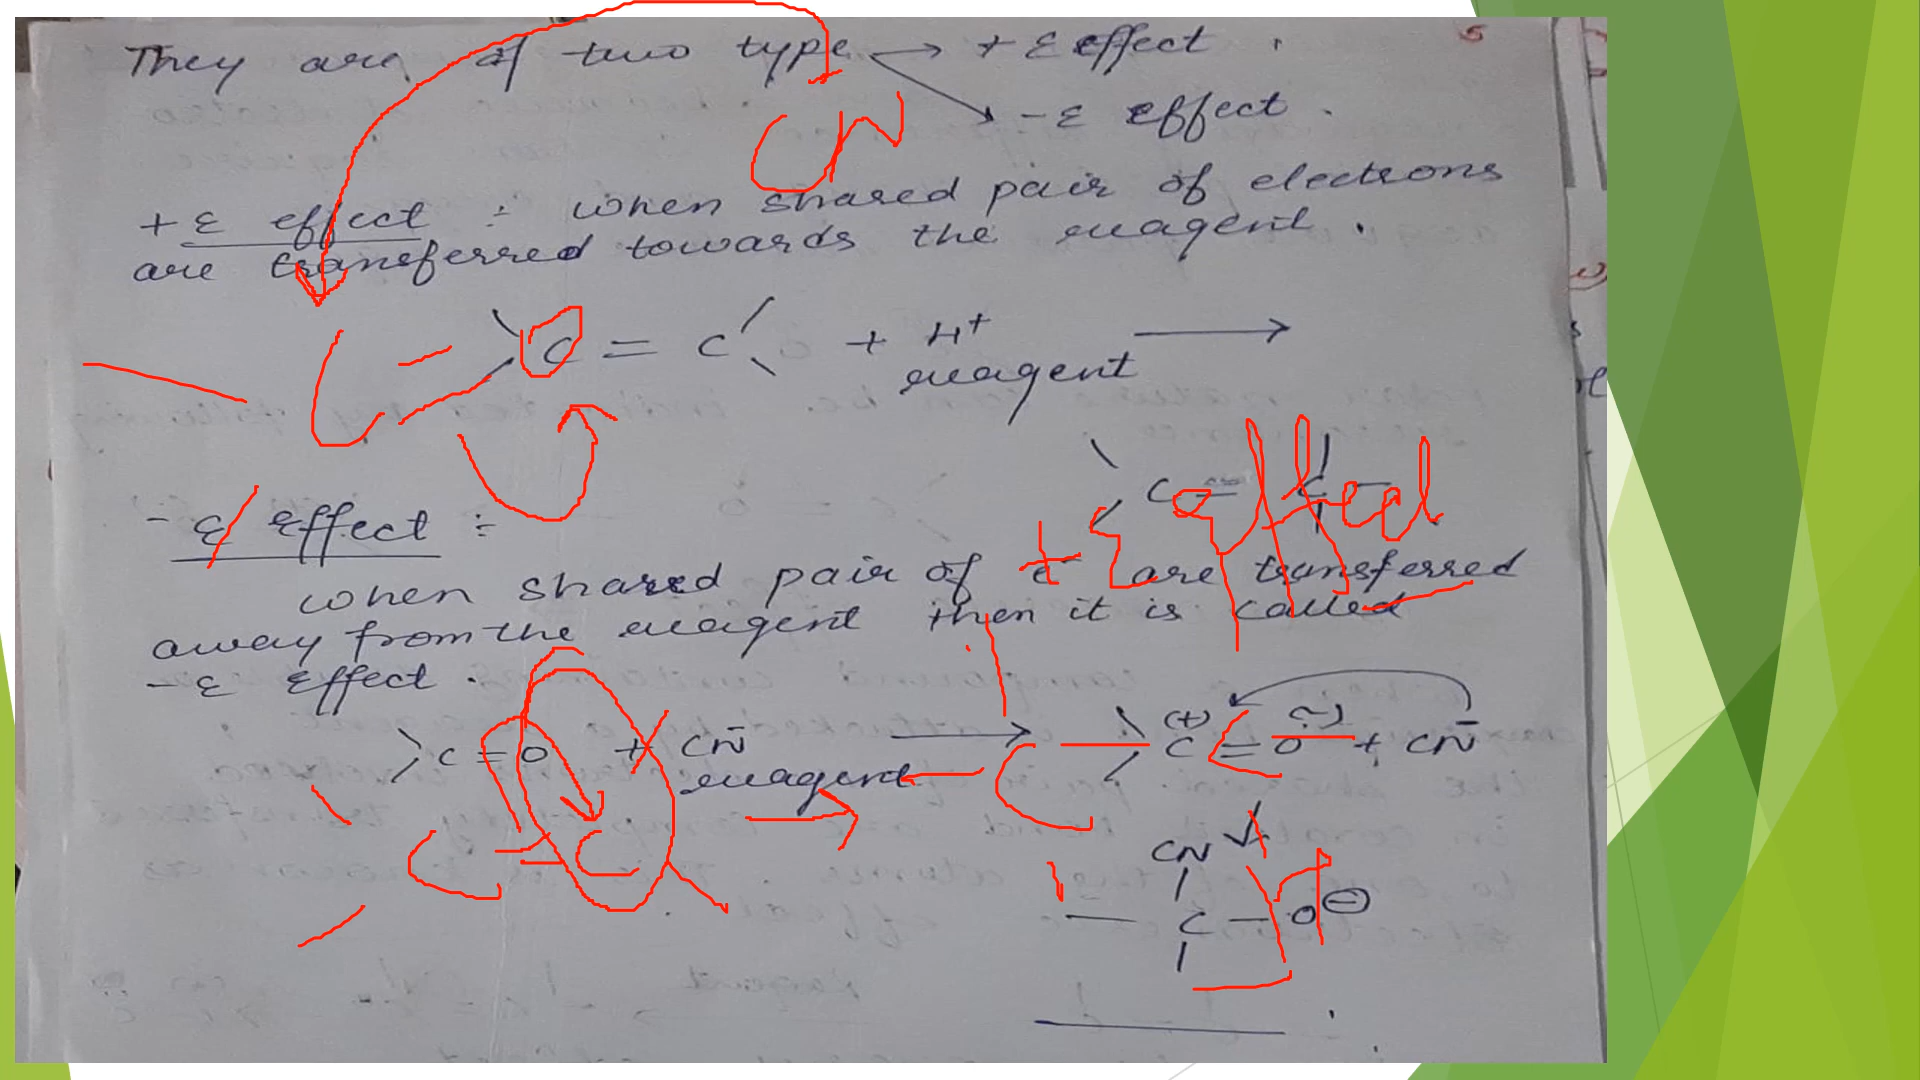 They are of two type → + ε effect .
- ε effect .
+ ε effect :- when shared pair of electrons
are transferred towards the reagent .
CN
C = C + H⁺ →
reagent
C - C -
- ε effect :-
when shared pair of e⁻ are transferred
away from the reagent then it is called
- ε effect .
C = O + CN⁻ → C(+) = O(-) + CN⁻
reagent
C = C
CN
- C - O⊖